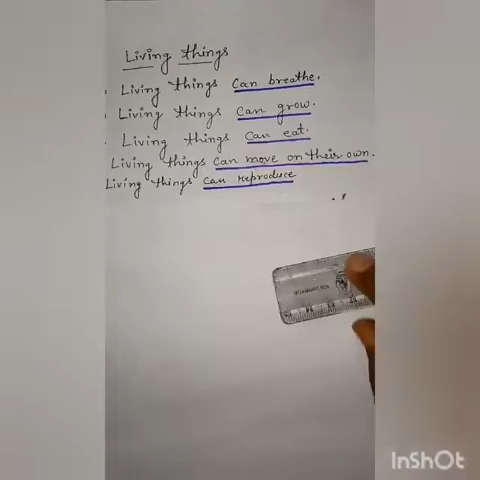 Living things
Living things can breathe.
Living things can grow.
Living things can eat.
Living things can move on their own.
Living things can reproduce
InShOt